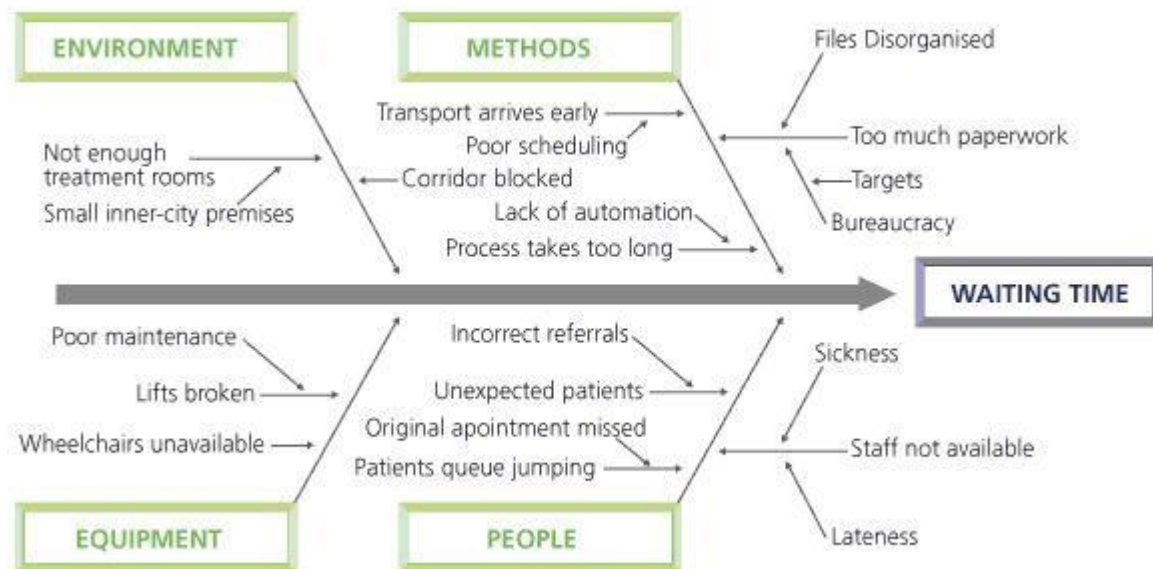 ENVIRONMENT
METHODS
Files Disorganised
Transport arrives early
Poor scheduling
Too much paperwork
Not enough
treatment rooms
Corridor blocked
Targets
Small inner-city premises
Lack of automation
Bureaucracy
Process takes too long
WAITING TIME
Poor maintenance
Incorrect referrals
Sickness
Lifts broken
Unexpected patients
Original apointment missed
Wheelchairs unavailable
Staff not available
Patients queue jumping
EQUIPMENT
PEOPLE
Lateness